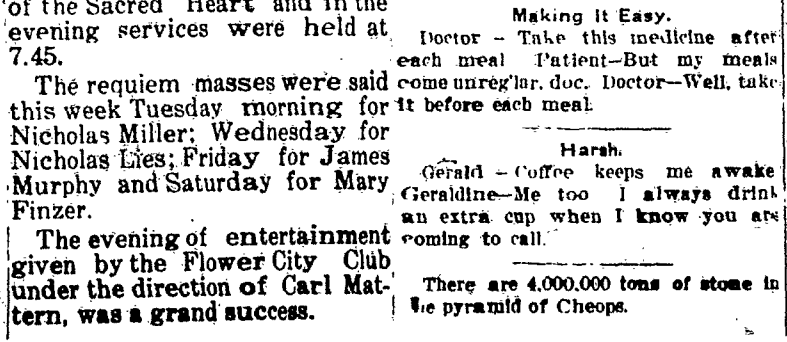 of the Sacred Heart and in the
evening services were held at
7.45.
The requiem masses were said
this week Tuesday morning for
Nicholas Miller; Wednesday for
Nicholas Lies; Friday for James
Murphy and Saturday for Mary
Finzer.
The evening of entertainment
given by the Flower City Club
under the direction of Carl Mat-
tern, was a grand success.
Making It Easy.
Doctor – Take this medicine after
each meal Patient—But my meals
come unreg'lar, doc. Doctor—Well, take
it before each meal.
Harsh.
Gerald – Coffee keeps me awake
Geraldine—Me too I always drink
an extra cup when I know you are
coming to call.
There are 4,000,000 tons of stone in
the pyramid of Cheops.